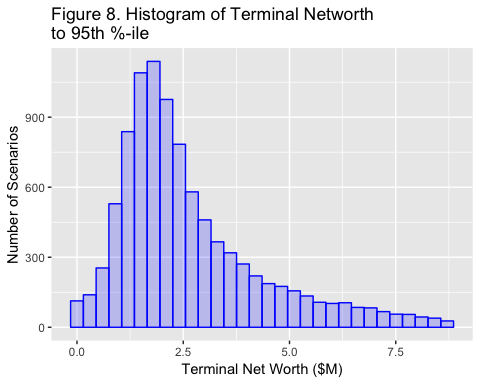 Figure 8. Histogram of Terminal Networth
to 95th %-ile
Number of Scenarios
900
600
300
0
0.0
2.5
5.0
7.5
Terminal Net Worth ($M)